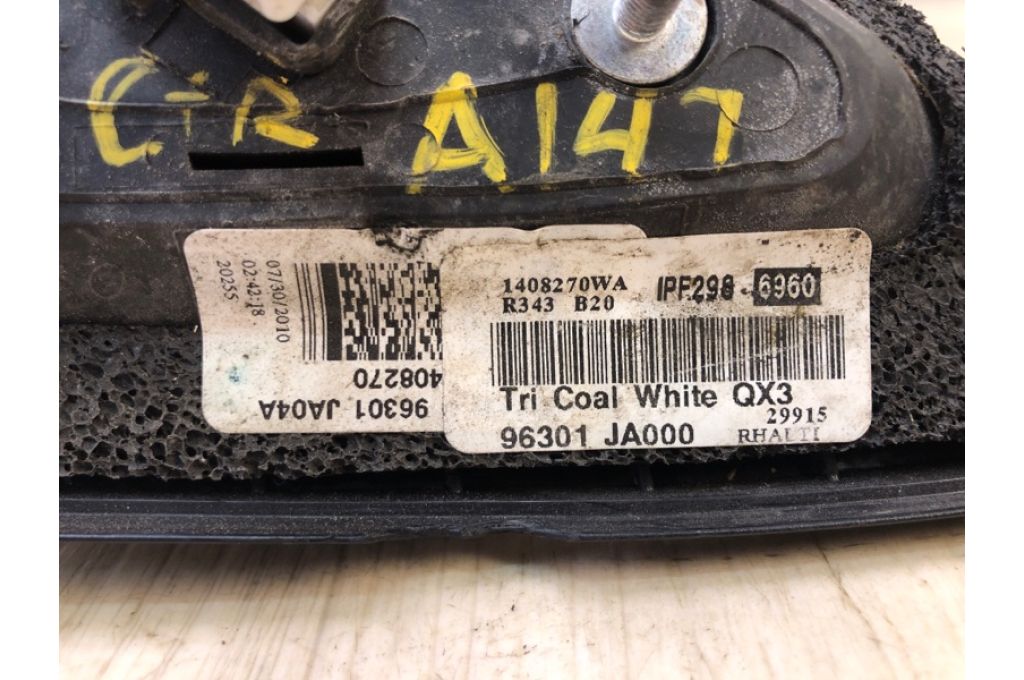 GTR A147
1408270WA
R343 B20
IPF298-6960
Tri Coal White QX3
29915
96301 JA000
RHALTI
07/30/2010
02:42:18
20255
408270
96301 JA04A